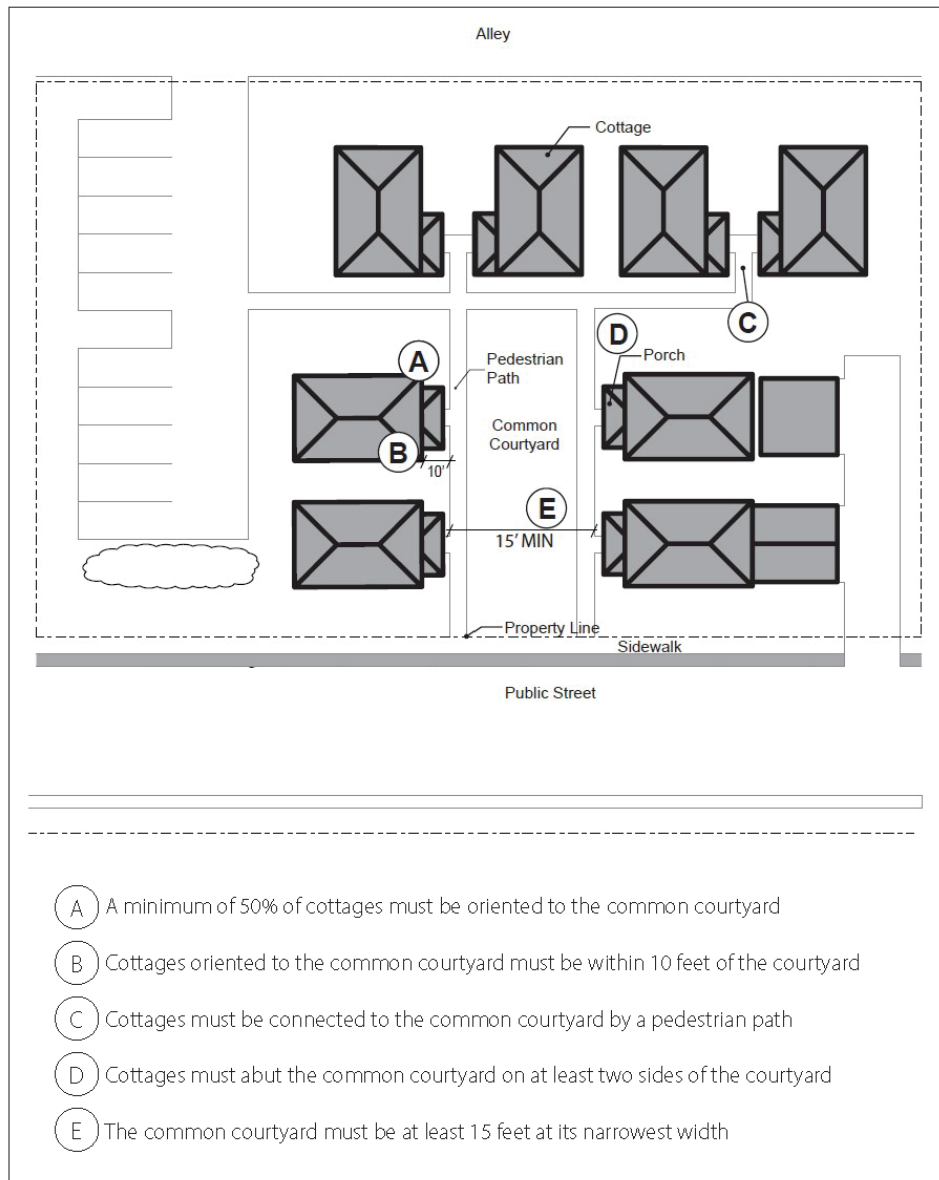 Alley
Cottage
C
D
Porch
A
Pedestrian
Path
Common
Courtyard
B
10'
E
15' MIN
Property Line
Sidewalk
Public Street
A A minimum of 50% of cottages must be oriented to the common courtyard
B Cottages oriented to the common courtyard must be within 10 feet of the courtyard
C Cottages must be connected to the common courtyard by a pedestrian path
D Cottages must abut the common courtyard on at least two sides of the courtyard
E The common courtyard must be at least 15 feet at its narrowest width